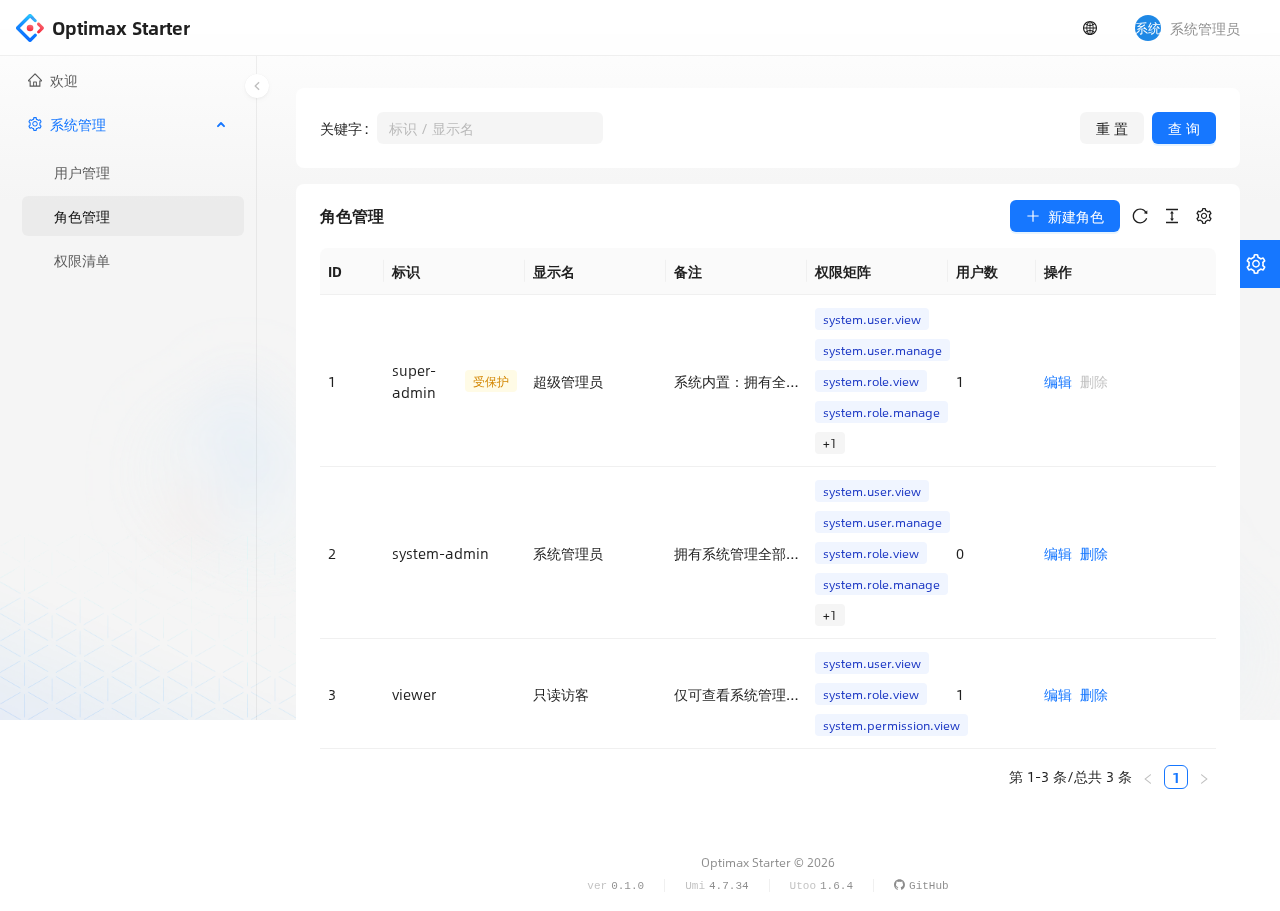 Optimax Starter
系统
系统管理员
欢迎
系统管理
用户管理
角色管理
权限清单
关键字 :
标识 / 显示名
重 置
查 询
角色管理
新建角色
ID 标识 显示名 备注 权限矩阵 用户数 操作
1 super-admin 受保护 超级管理员 系统内置：拥有全... 1 编辑 删除
system.user.view
system.user.manage
system.role.view
system.role.manage
+1
2 system-admin 系统管理员 拥有系统管理全部... 0 编辑 删除
system.user.view
system.user.manage
system.role.view
system.role.manage
+1
3 viewer 只读访客 仅可查看系统管理... 1 编辑 删除
system.user.view
system.role.view
system.permission.view
第 1-3 条/总共 3 条
1
Optimax Starter © 2026
ver 0.1.0 Umi 4.7.34 Utoo 1.6.4 GitHub